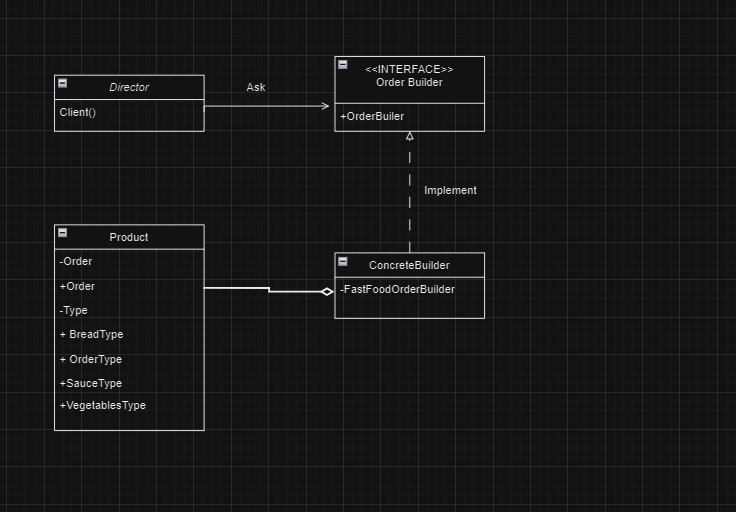 Director
Client()
Ask
<<INTERFACE>>
Order Builder
+OrderBuiler
Implement
Product
-Order
+Order
-Type
+ BreadType
+ OrderType
+SauceType
+VegetablesType
ConcreteBuilder
-FastFoodOrderBuilder